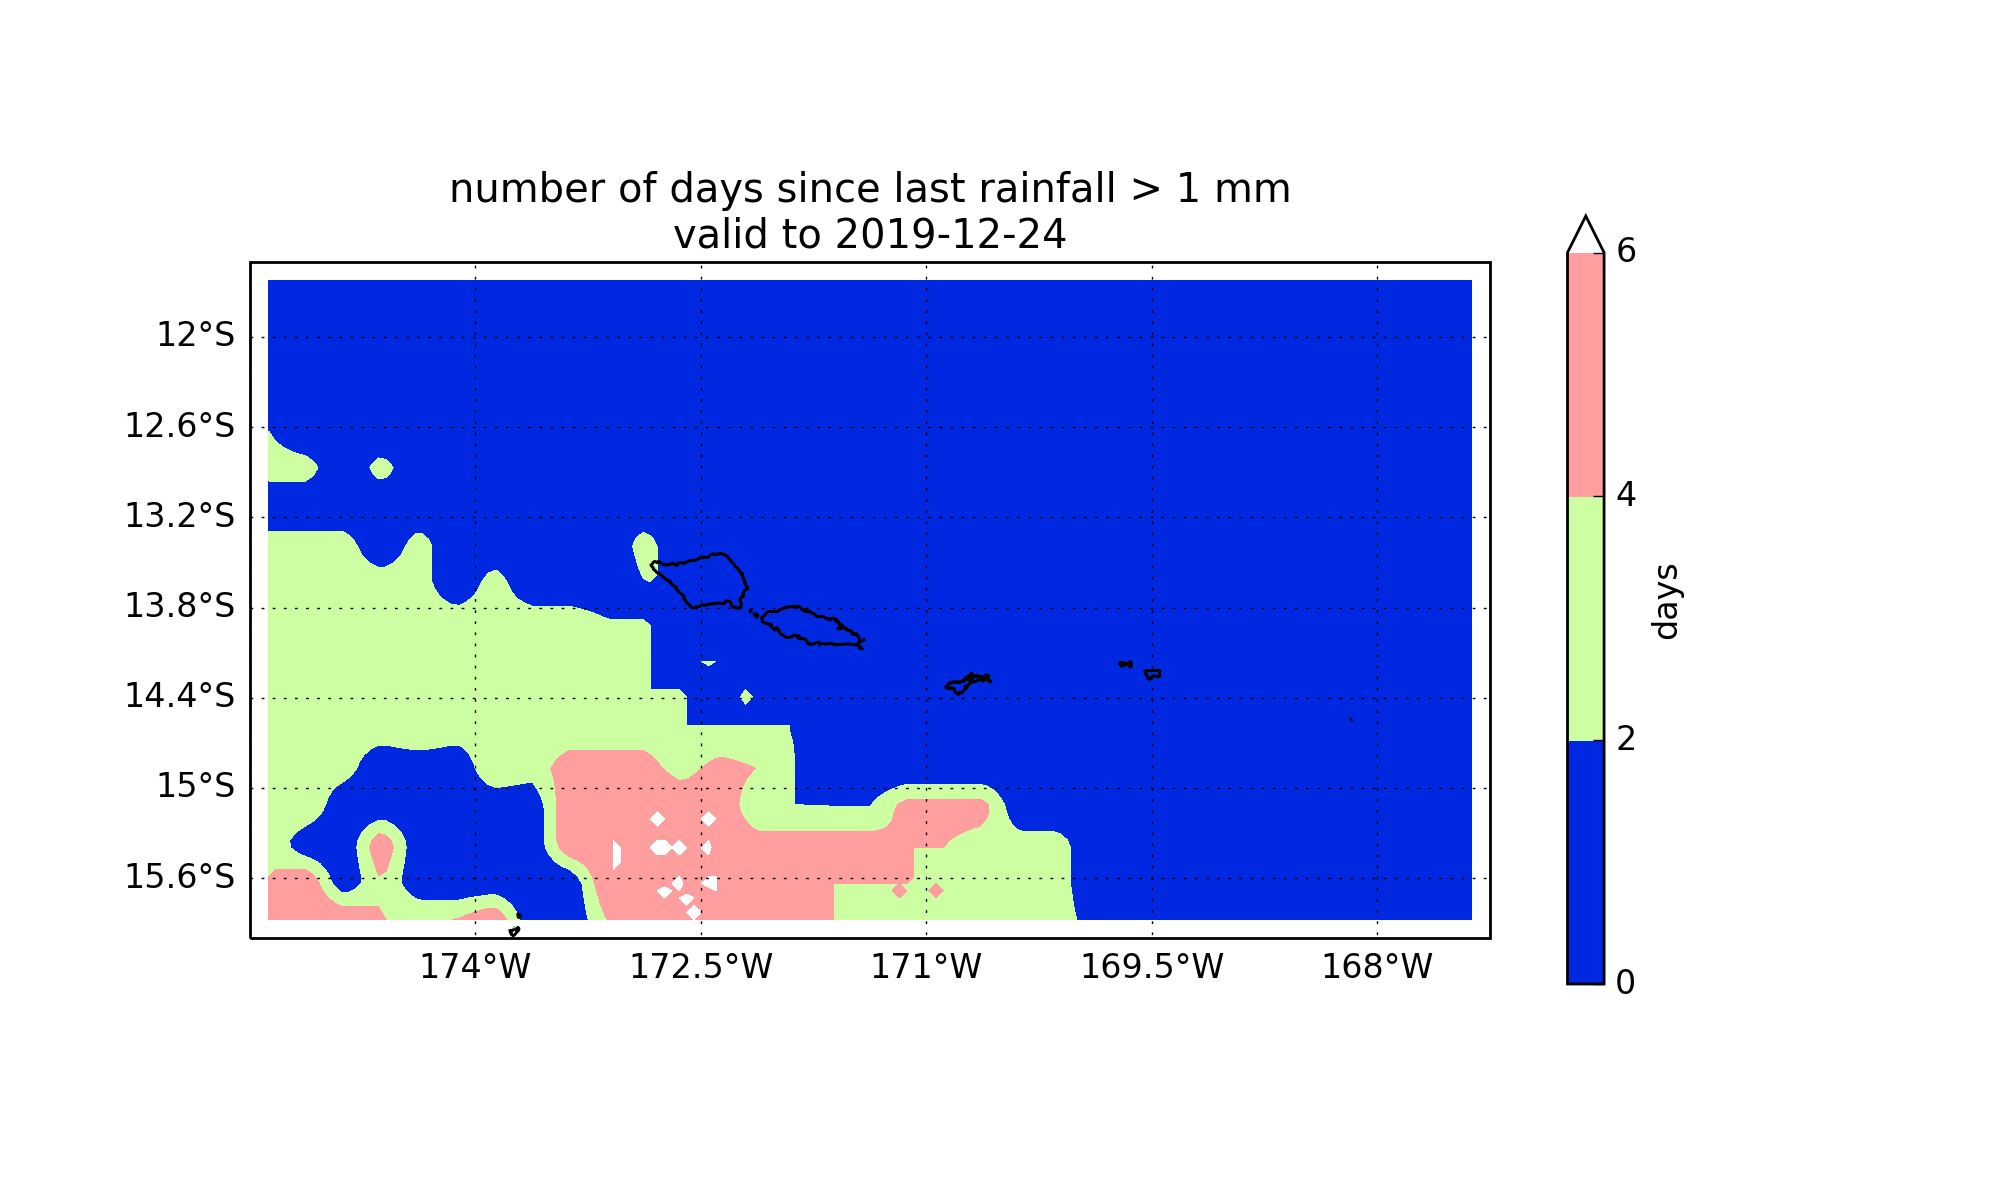 number of days since last rainfall > 1 mm
valid to 2019-12-24
12°S
12.6°S
13.2°S
13.8°S
14.4°S
15°S
15.6°S
174°W
172.5°W
171°W
169.5°W
168°W
6
4
2
0
days